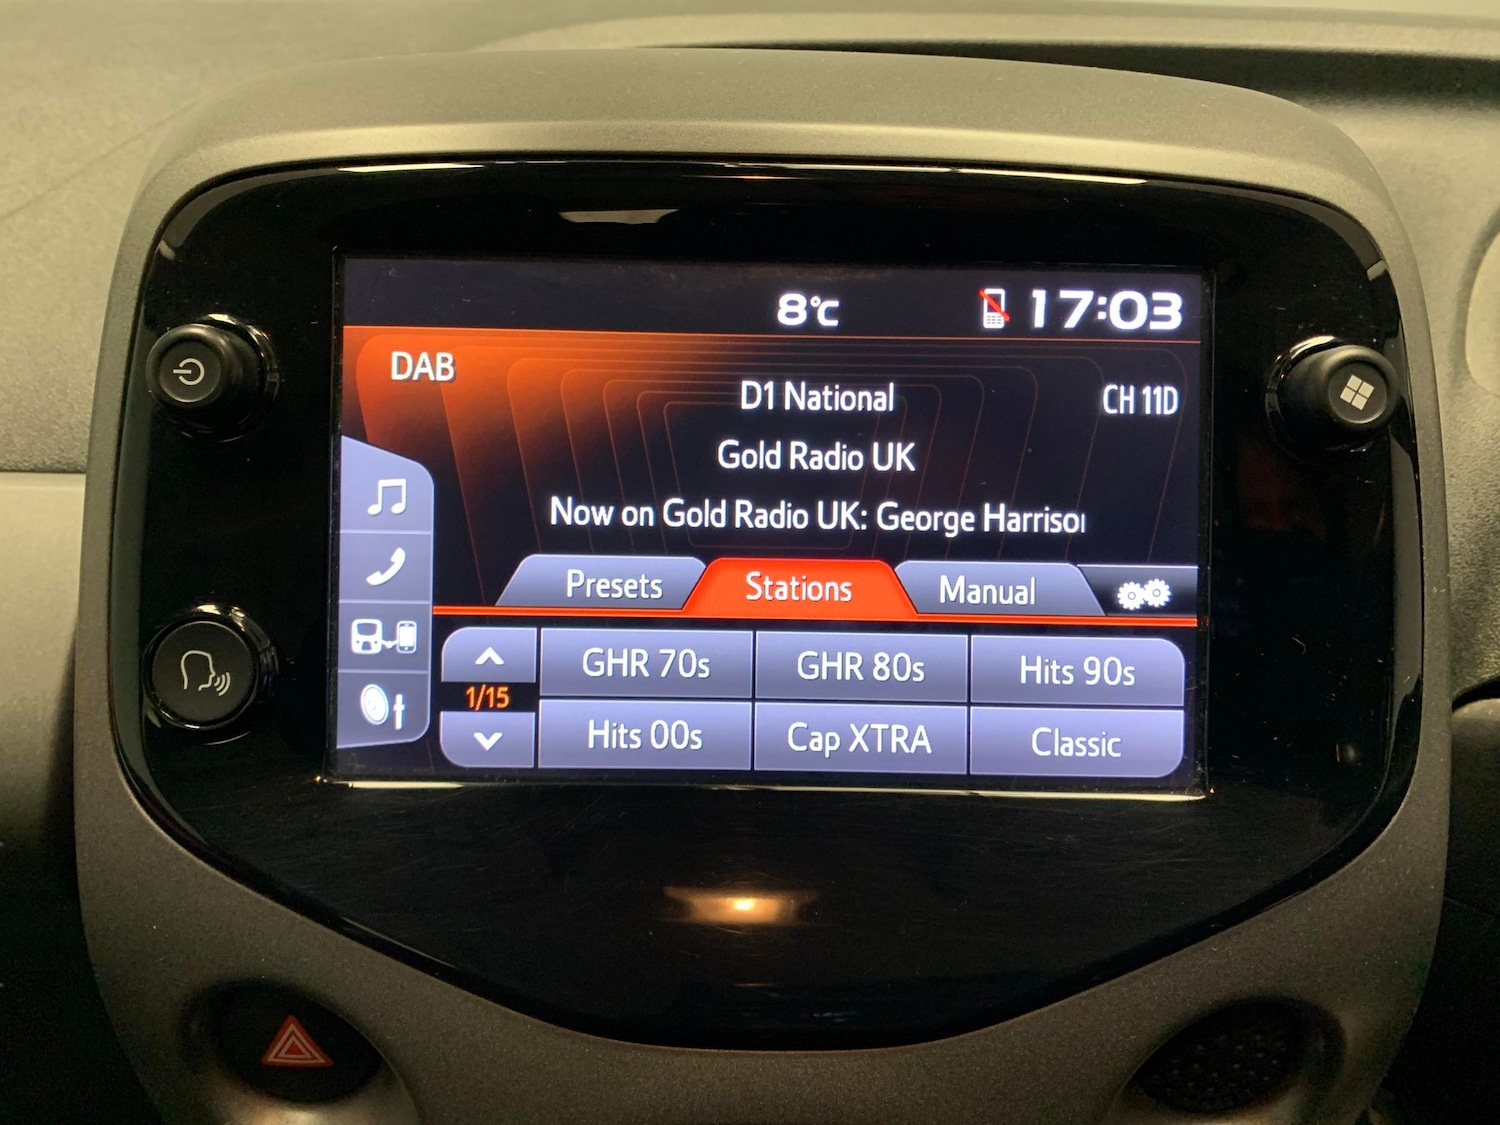 8°C 17:03
DAB
D1 National CH 11D
Gold Radio UK
Now on Gold Radio UK: George Harriso
Presets Stations Manual
GHR 70s GHR 80s Hits 90s
1/15
Hits 00s Cap XTRA Classic